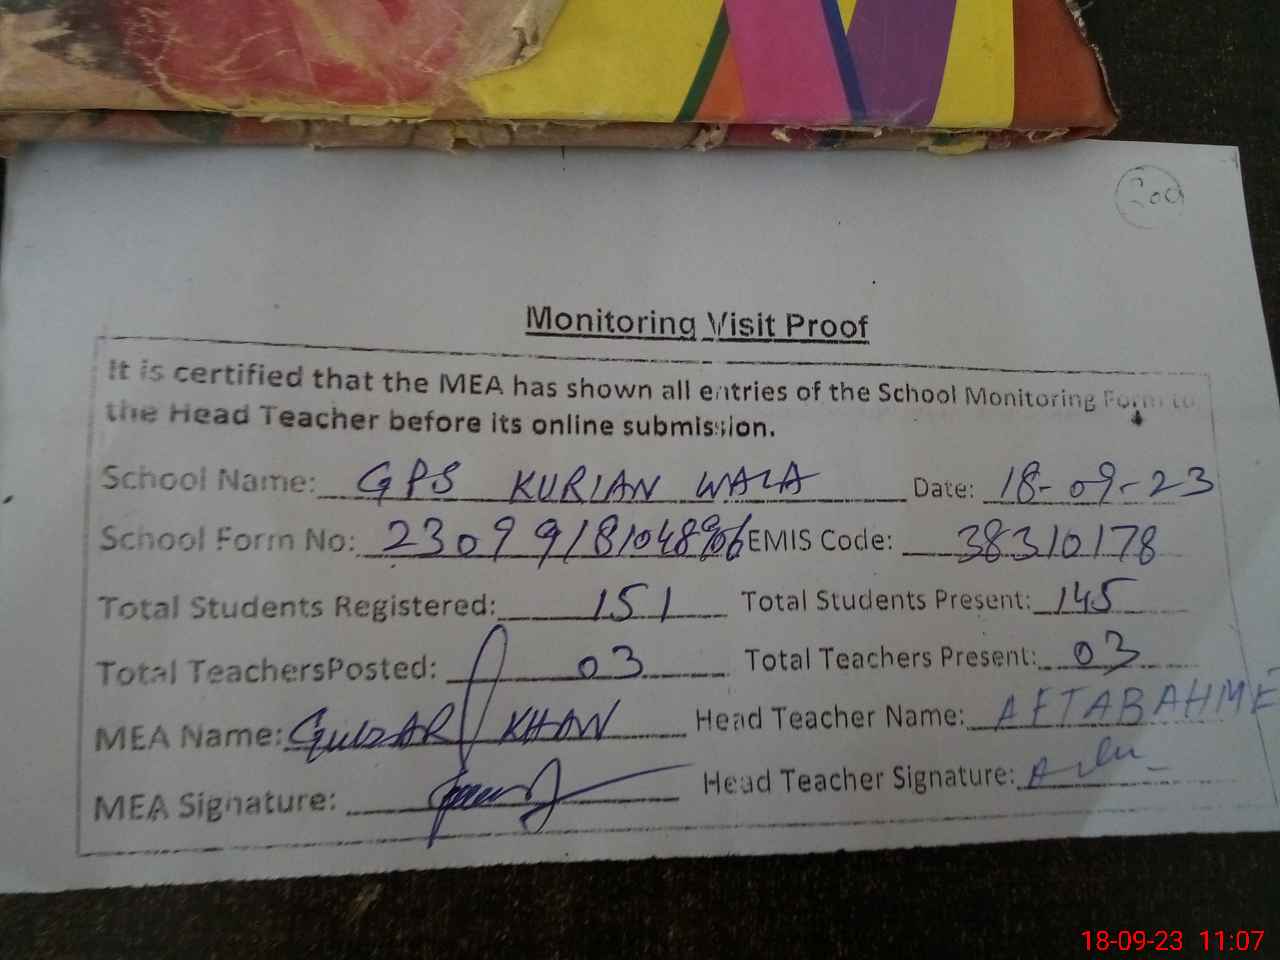 Monitoring Visit Proof
It is certified that the MEA has shown all entries of the School Monitoring Form to
the Head Teacher before its online submission.
School Name: GPS KURIAN WALA Date: 18-09-23
School Form No: EMIS Code: 38310178
Total Students Registered: 151 Total Students Present: 145
Total TeachersPosted: 03 Total Teachers Present: 03
MEA Name: GULZAR KHAN Head Teacher Name: AFTAB AHME
MEA Signature: Head Teacher Signature:
18-09-23 11:07